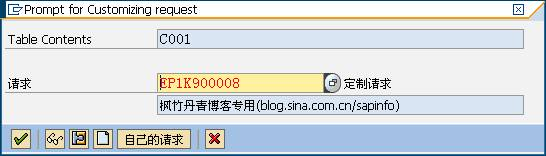 Prompt for Customizing request
Table Contents C001
请求 EP1K900008 定制请求
枫竹丹青博客专用(blog.sina.com.cn/sapinfo)
自己的请求